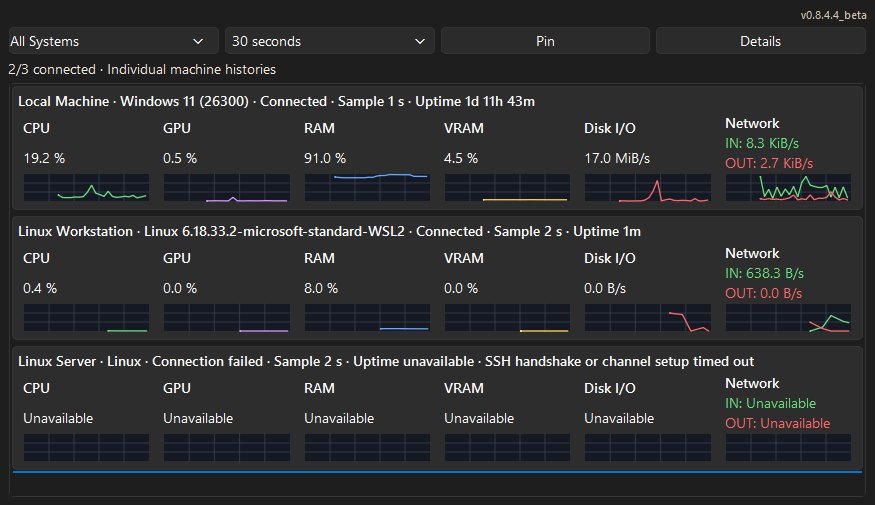 v0.8.4.4_beta
All Systems 30 seconds Pin Details
2/3 connected · Individual machine histories
Local Machine · Windows 11 (26300) · Connected · Sample 1 s · Uptime 1d 11h 43m
CPU GPU RAM VRAM Disk I/O Network
19.2 % 0.5 % 91.0 % 4.5 % 17.0 MiB/s IN: 8.3 KiB/s
OUT: 2.7 KiB/s
Linux Workstation · Linux 6.18.33.2-microsoft-standard-WSL2 · Connected · Sample 2 s · Uptime 1m
CPU GPU RAM VRAM Disk I/O Network
0.4 % 0.0 % 8.0 % 0.0 % 0.0 B/s IN: 638.3 B/s
OUT: 0.0 B/s
Linux Server · Linux · Connection failed · Sample 2 s · Uptime unavailable · SSH handshake or channel setup timed out
CPU GPU RAM VRAM Disk I/O Network
Unavailable Unavailable Unavailable Unavailable Unavailable IN: Unavailable
OUT: Unavailable